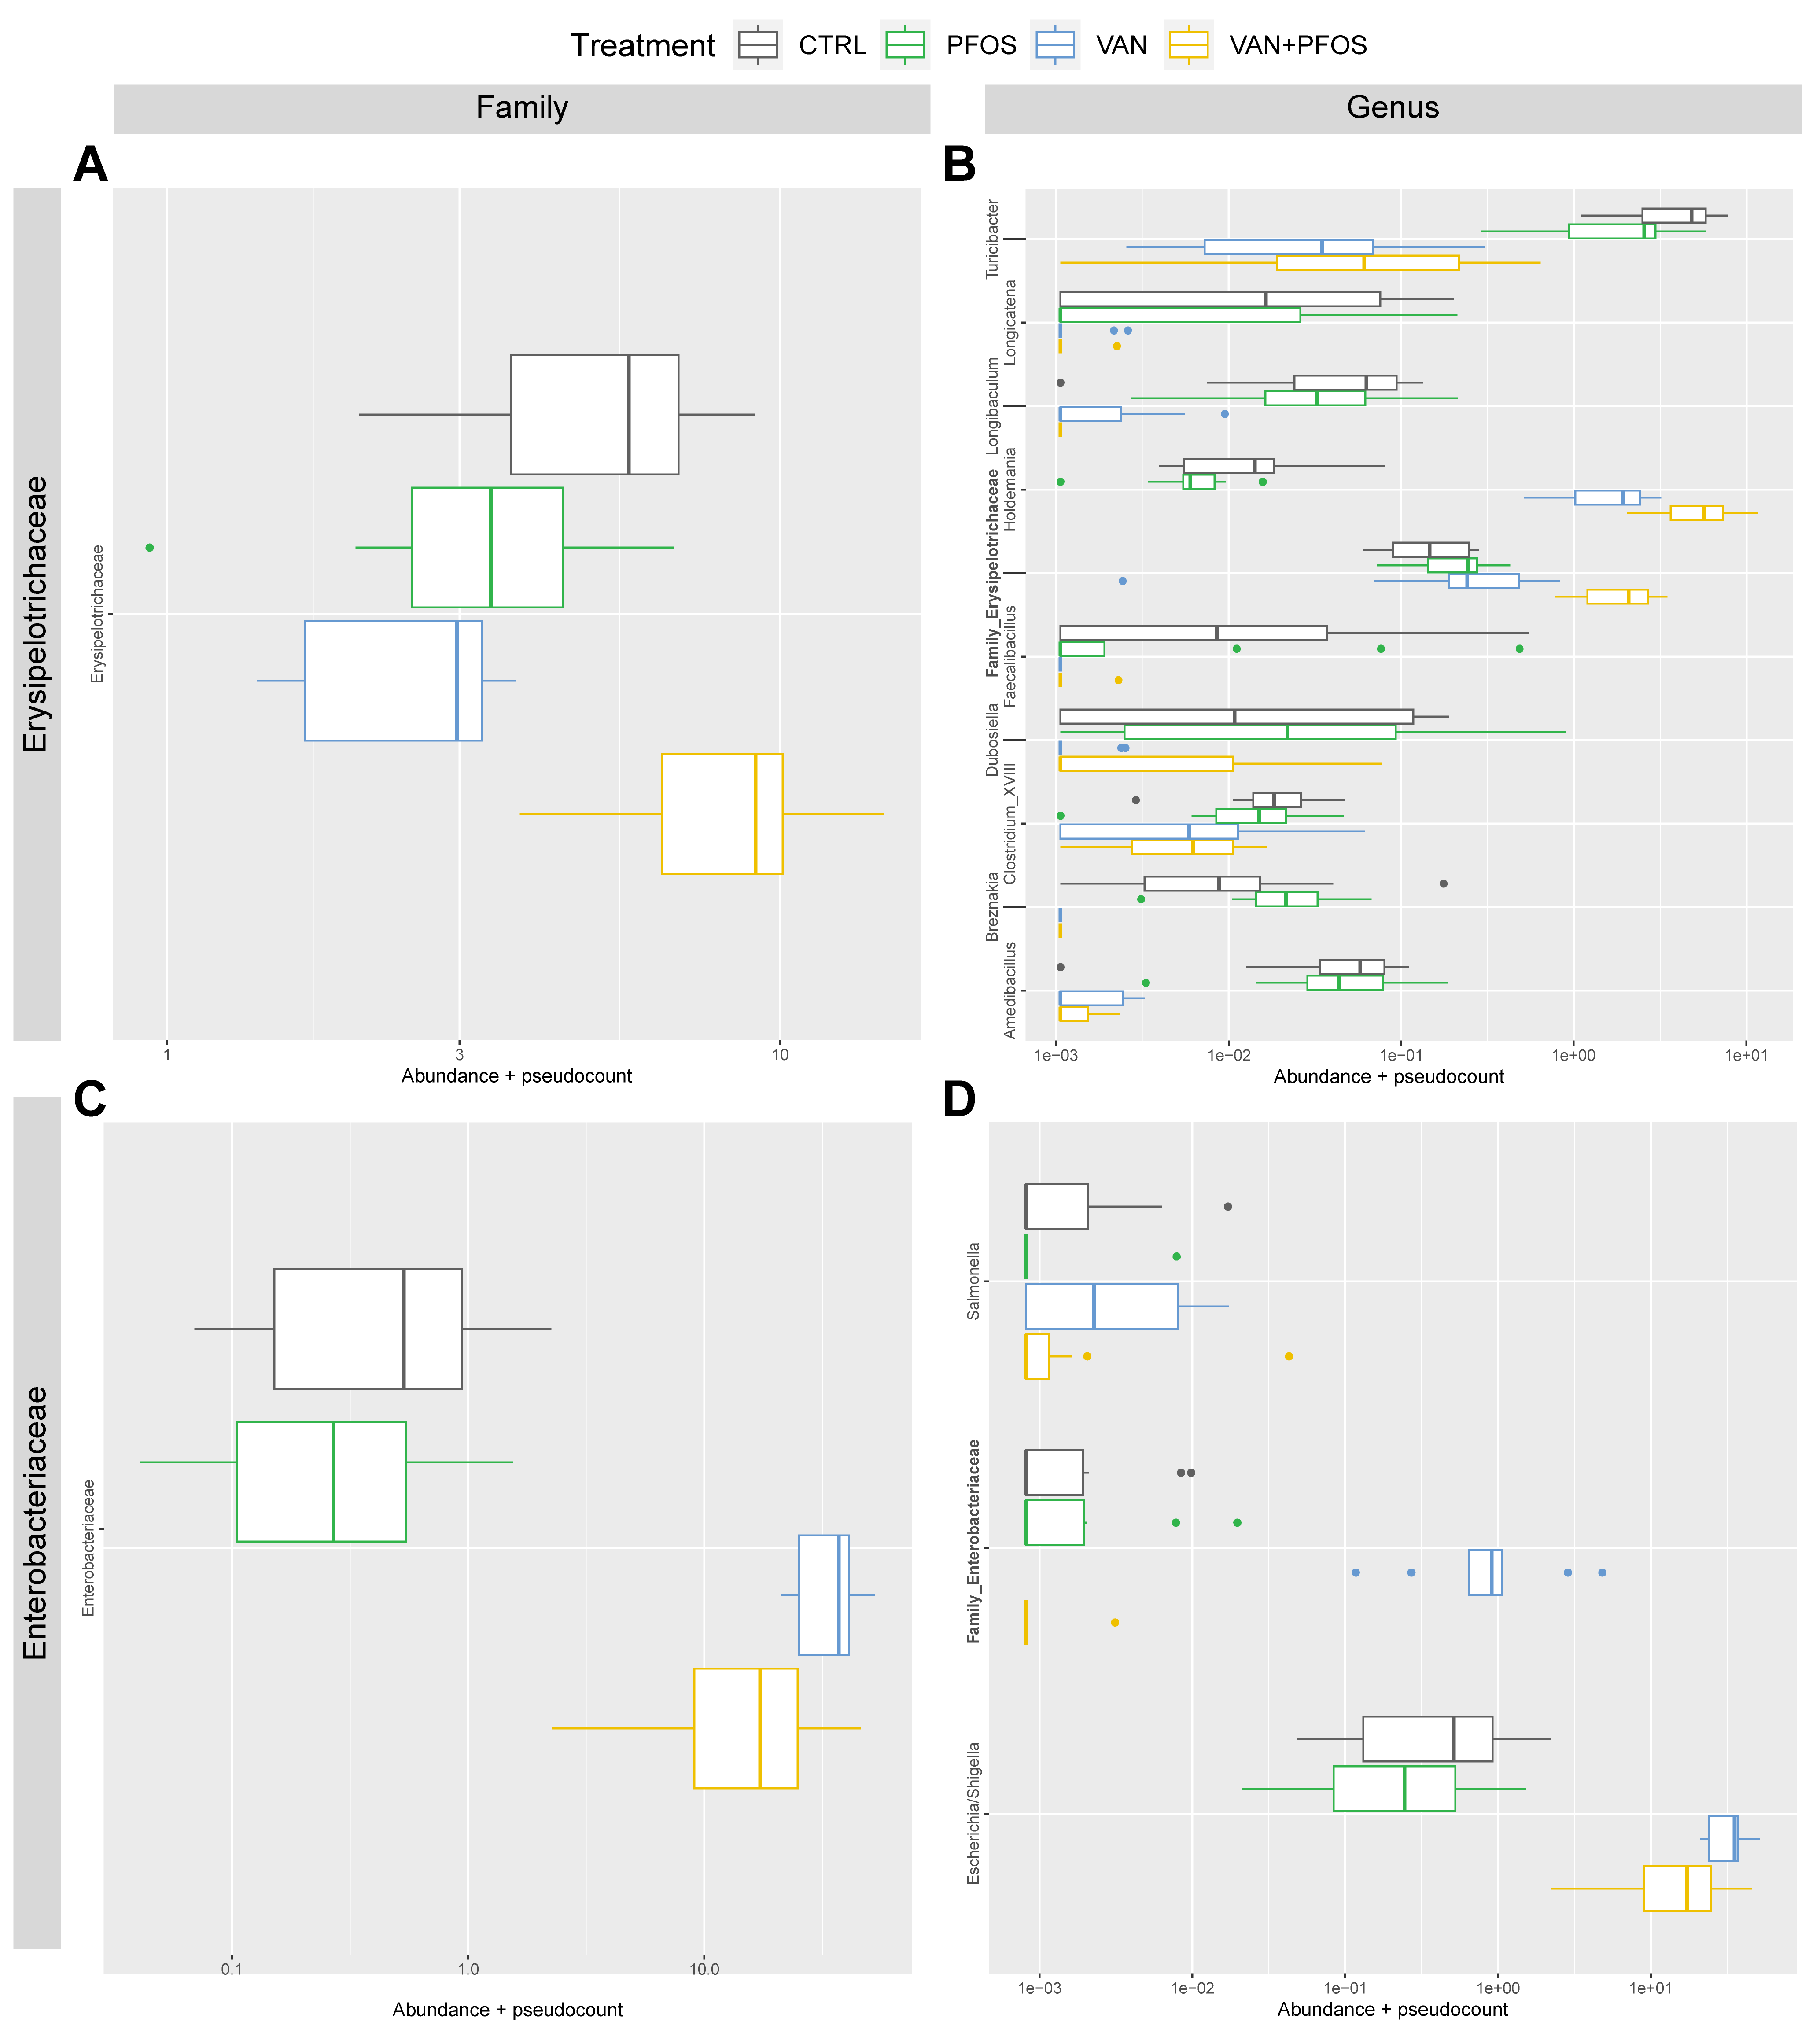 Treatment CTRL PFOS VAN VAN+PFOS
Family
Genus
A
B
Erysipelotrichaceae
Erysipelotrichaceae
1 3 10
Abundance + pseudocount
Turicibacter
Longicatena
Longibaculum
Holdemania
Family_Erysipelotrichaceae
Faecalibacillus
Dubosiella
Clostridium_XVIII
Breznakia
Amedibacillus
1e−03 1e−02 1e−01 1e+00 1e+01
Abundance + pseudocount
C
D
Enterobacteriaceae
Enterobacteriaceae
0.1 1.0 10.0
Abundance + pseudocount
Salmonella
Family_Enterobacteriaceae
Escherichia/Shigella
1e−03 1e−02 1e−01 1e+00 1e+01
Abundance + pseudocount